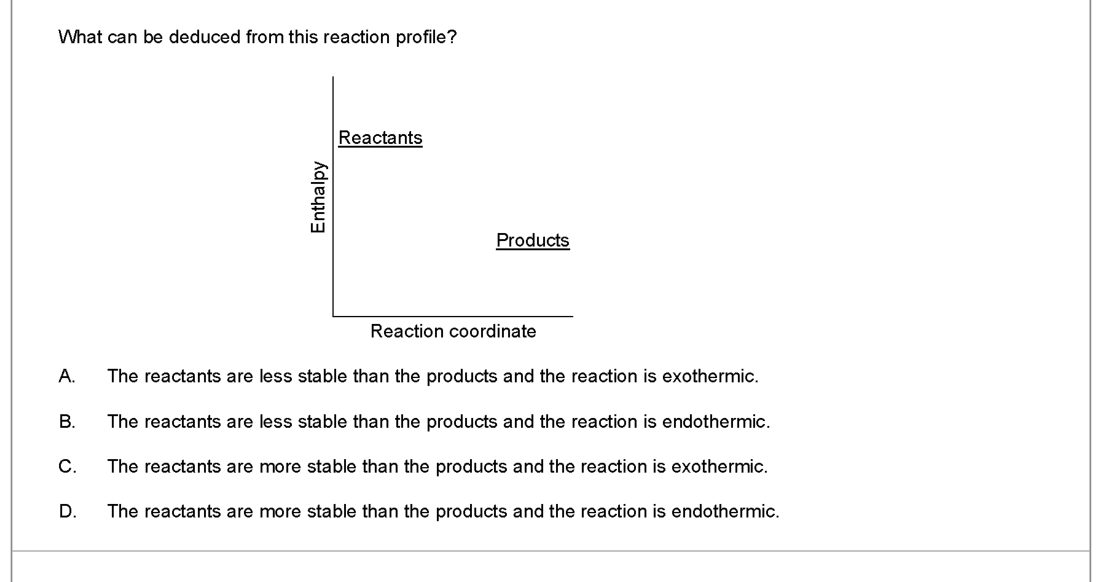 What can be deduced from this reaction profile?
Reactants
Enthalpy
Products
Reaction coordinate
A. The reactants are less stable than the products and the reaction is exothermic.
B. The reactants are less stable than the products and the reaction is endothermic.
C. The reactants are more stable than the products and the reaction is exothermic.
D. The reactants are more stable than the products and the reaction is endothermic.